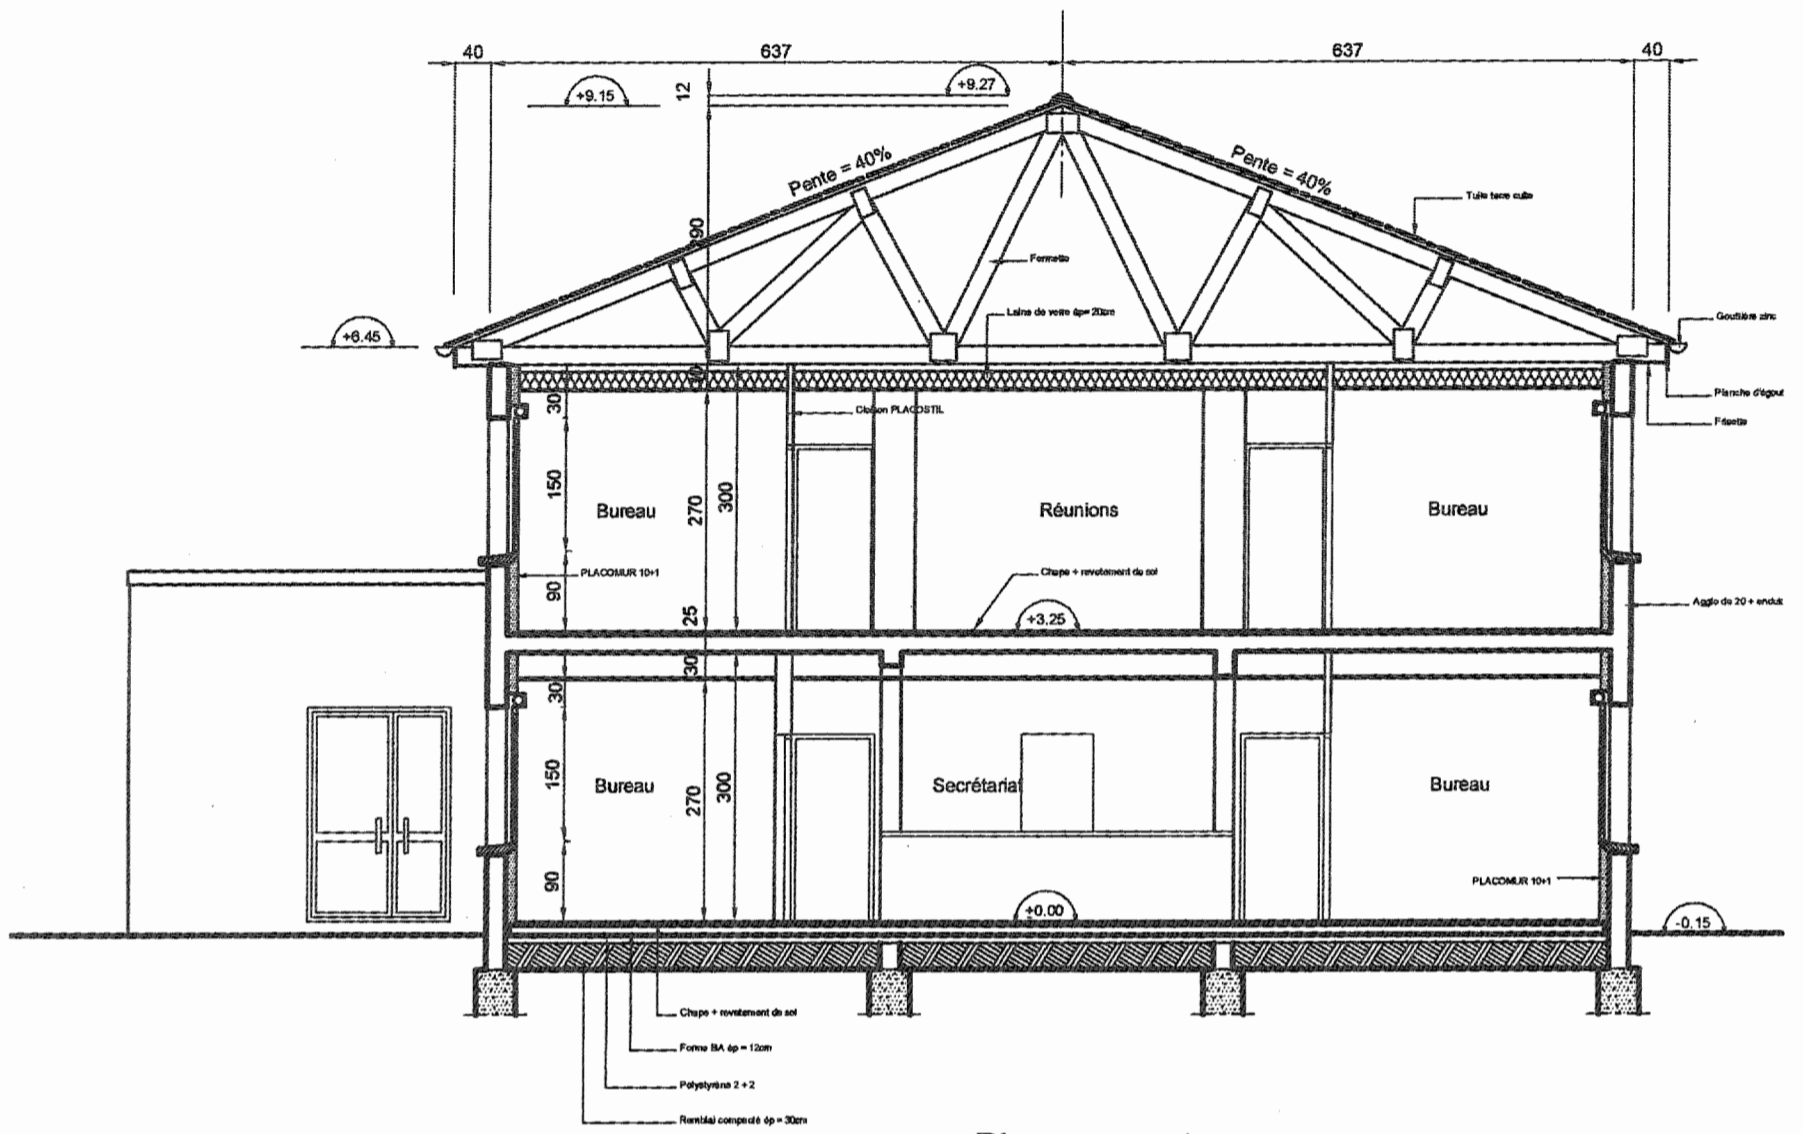 40 637 637 40
+9.15 12 +9.27
Pente = 40% Pente = 40%
Tuile terre cuite
Fermette
+6.45
Laine de verre ép= 20cm
Gouttière zinc
Planche d'égout
Cloison PLACOSTIL
Frisette
30
150
Bureau
270
300
Réunions
Bureau
PLACOMUR 10+1
90
Chape + revetement de sol
25
+3.25
Agglo de 20 + enduit
30
30
150
Bureau
270
300
Secrétariat
Bureau
90
PLACOMUR 10+1
+0.00
-0.15
Chape + revetement de sol
Forme BA ép = 12cm
Polystyrène 2 + 2
Remblai compacté ép = 30cm